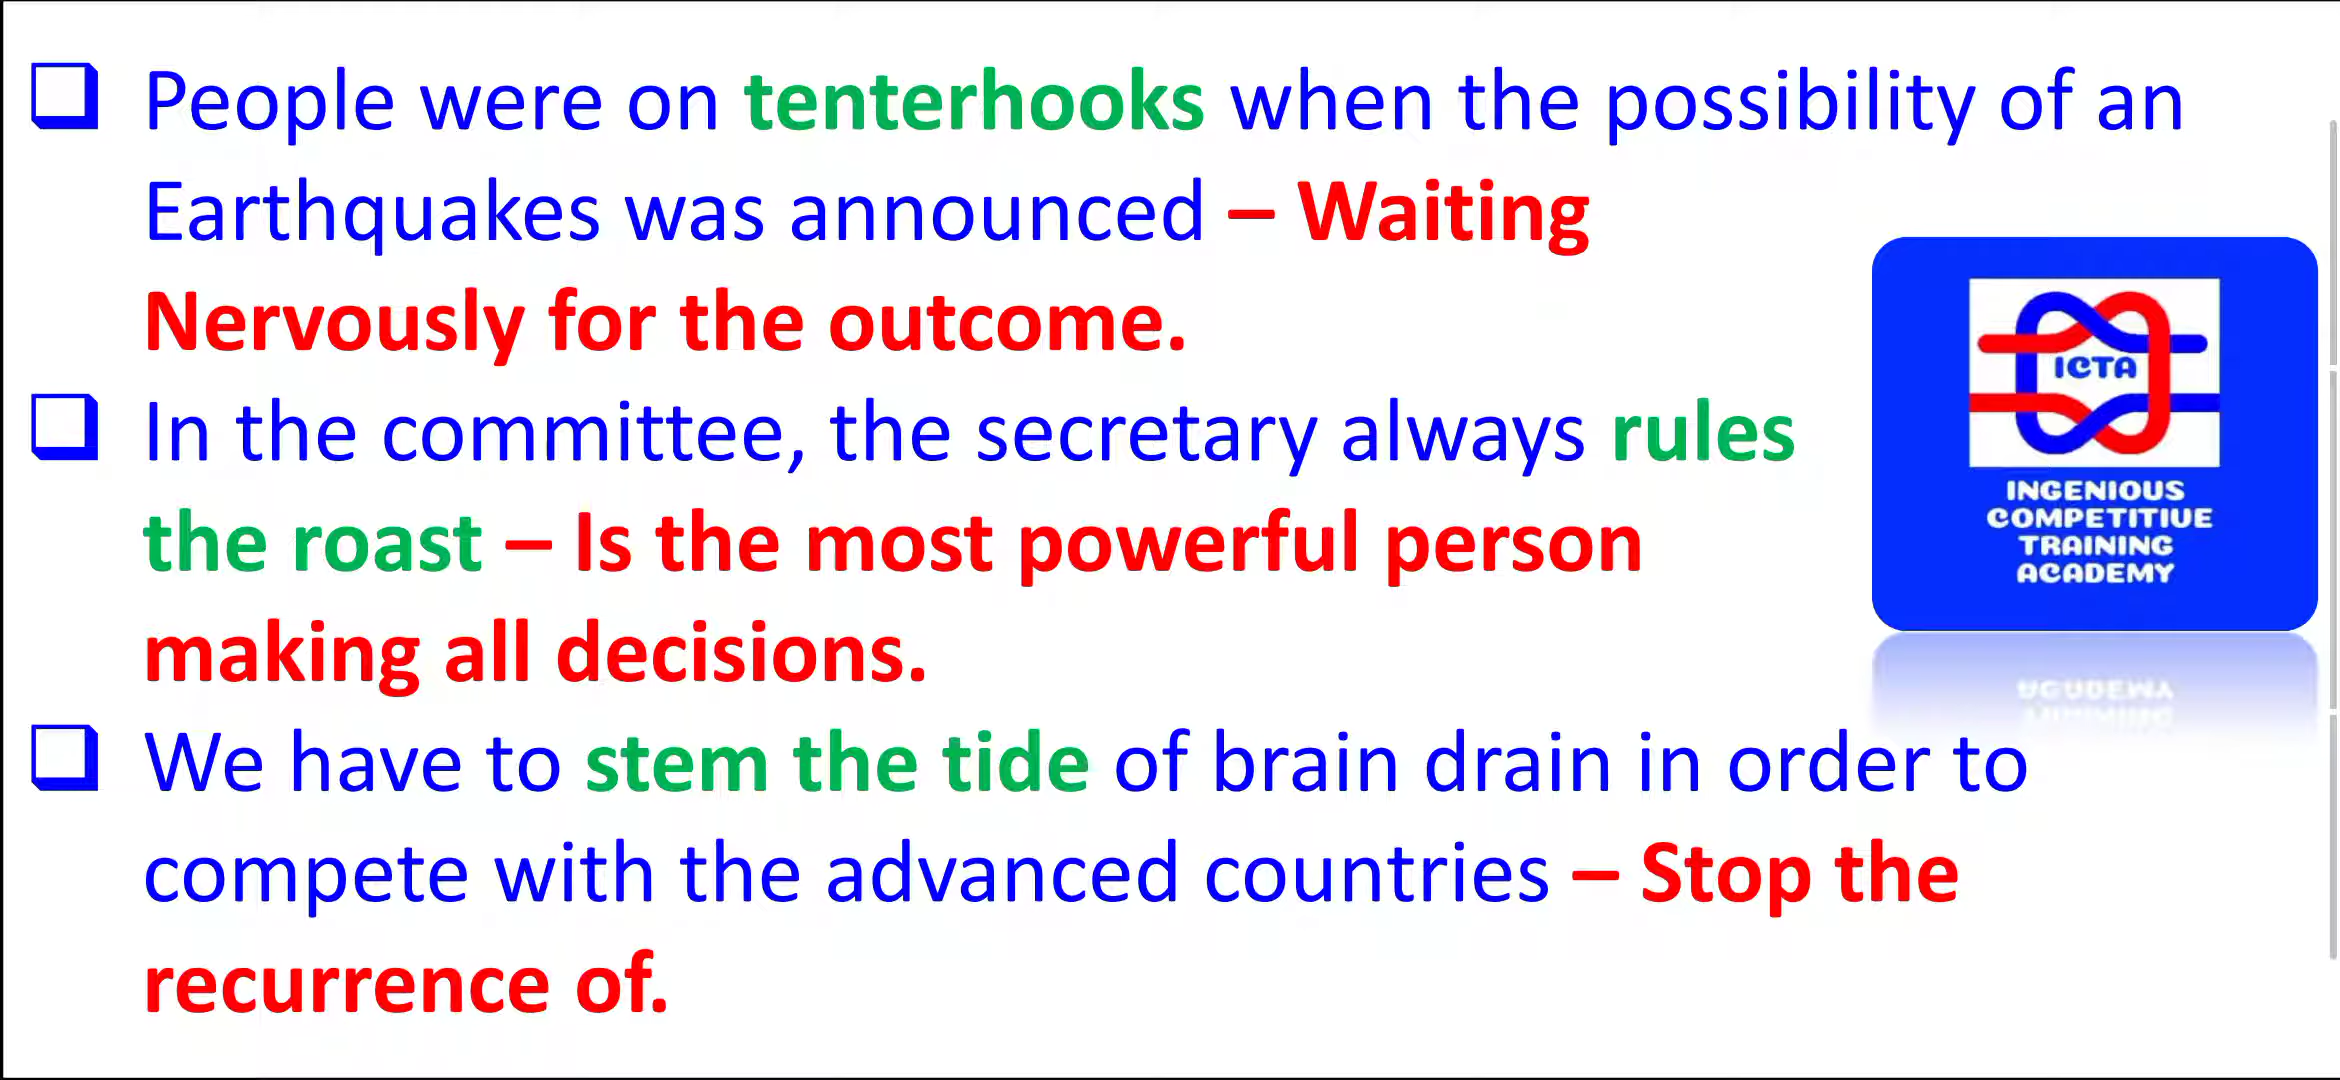 People were on tenterhooks when the possibility of an
Earthquakes was announced – Waiting
Nervously for the outcome.
In the committee, the secretary always rules
the roast – Is the most powerful person
making all decisions.
We have to stem the tide of brain drain in order to
compete with the advanced countries – Stop the
recurrence of.
ICTA
INGENIOUS
COMPETITIVE
TRAINING
ACADEMY